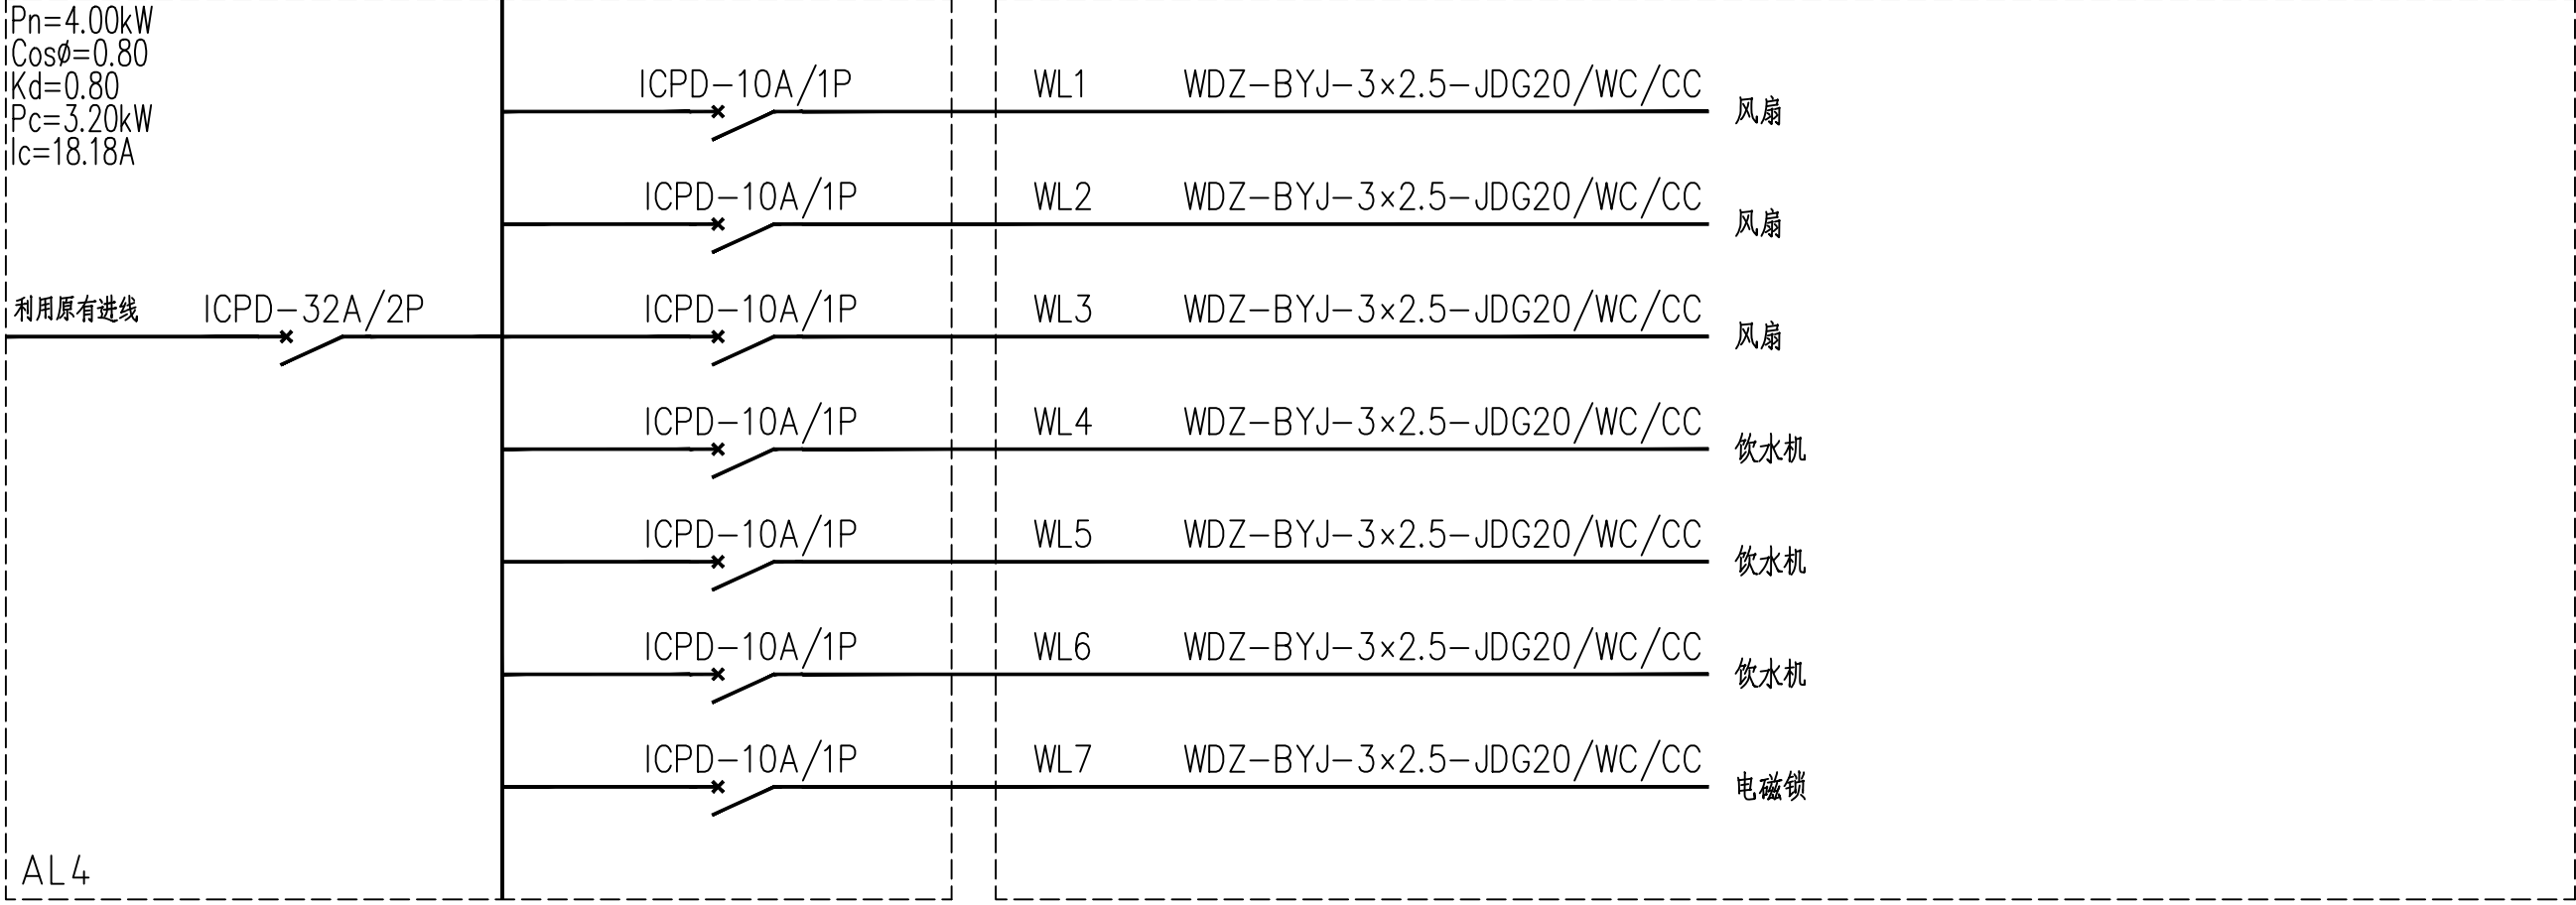 Pn=4.00kW
Cosø=0.80
Kd=0.80
Pc=3.20kW
Ic=18.18A
ICPD-10A/1P WL1 WDZ-BYJ-3×2.5-JDG20/WC/CC 风扇
ICPD-10A/1P WL2 WDZ-BYJ-3×2.5-JDG20/WC/CC 风扇
利用原有进线 ICPD-32A/2P ICPD-10A/1P WL3 WDZ-BYJ-3×2.5-JDG20/WC/CC 风扇
ICPD-10A/1P WL4 WDZ-BYJ-3×2.5-JDG20/WC/CC 饮水机
ICPD-10A/1P WL5 WDZ-BYJ-3×2.5-JDG20/WC/CC 饮水机
ICPD-10A/1P WL6 WDZ-BYJ-3×2.5-JDG20/WC/CC 饮水机
ICPD-10A/1P WL7 WDZ-BYJ-3×2.5-JDG20/WC/CC 电磁锁
AL4